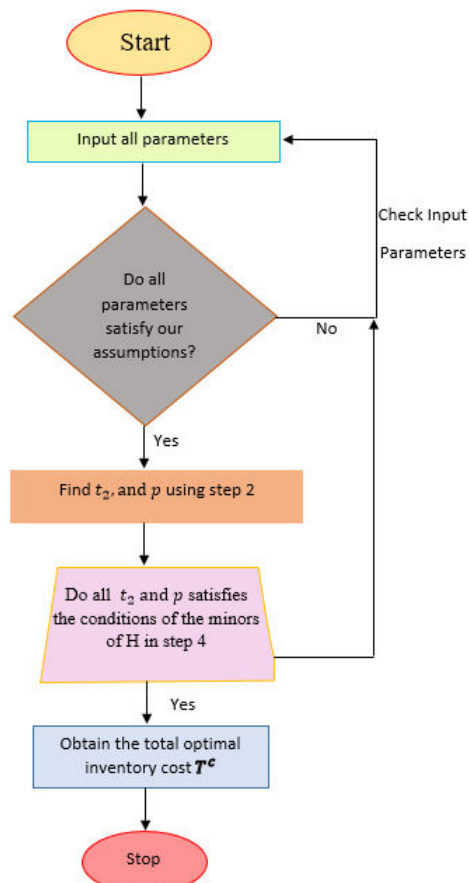 Start
Input all parameters
Check Input
Parameters
Do all
parameters
satisfy our
assumptions?
No
Yes
Find t₂, and p using step 2
Do all t₂ and p satisfies
the conditions of the minors
of H in step 4
Yes
Obtain the total optimal
inventory cost Tᶜ
Stop